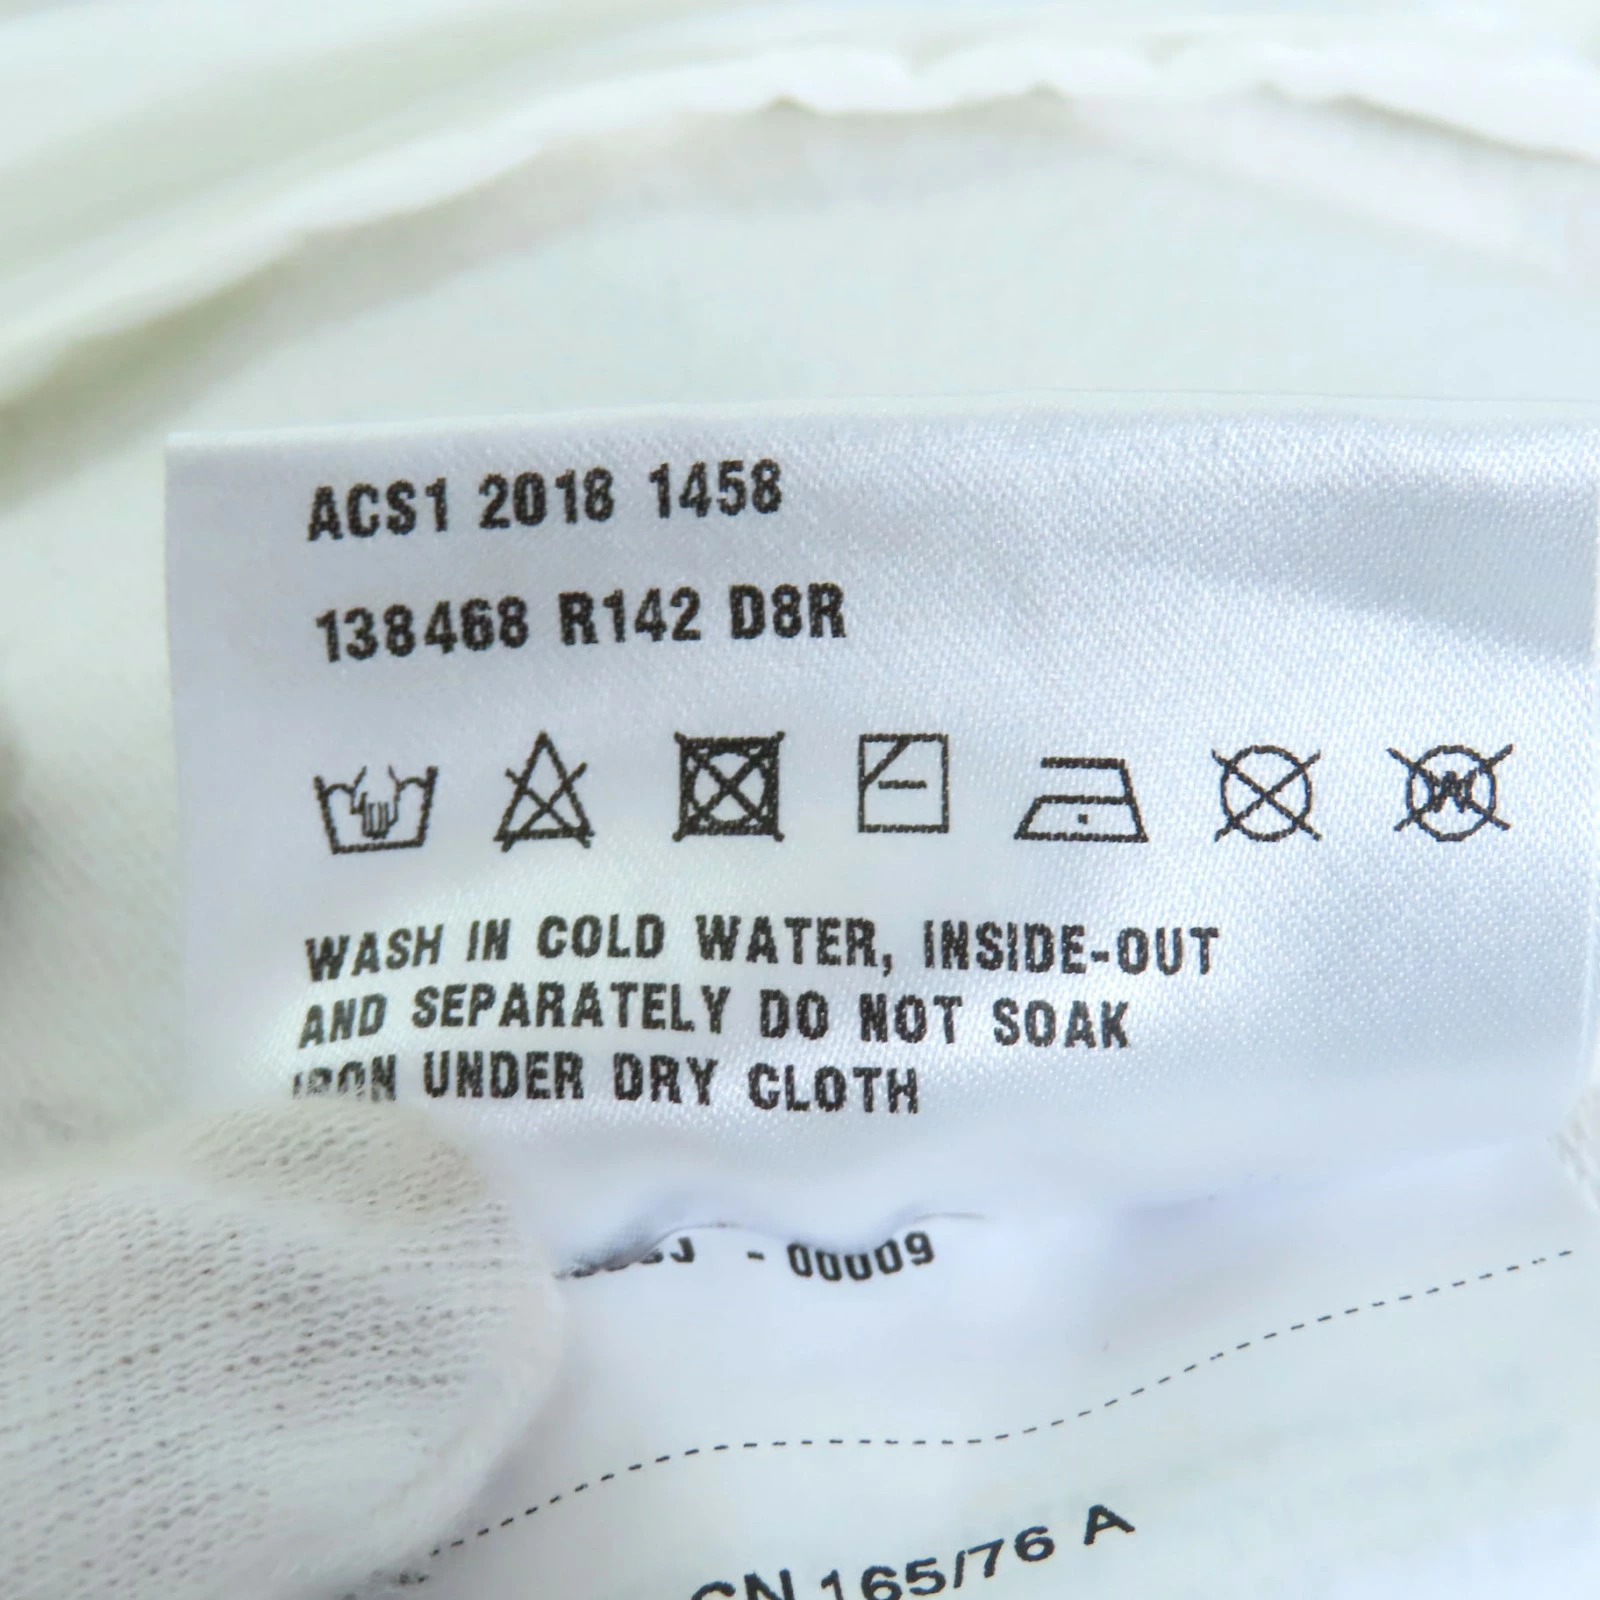 ACS1 2018 1458
138468 R142 D8R
W
WASH IN COLD WATER, INSIDE-OUT
AND SEPARATELY DO NOT SOAK
IRON UNDER DRY CLOTH
- 00009
CN 165/76 A